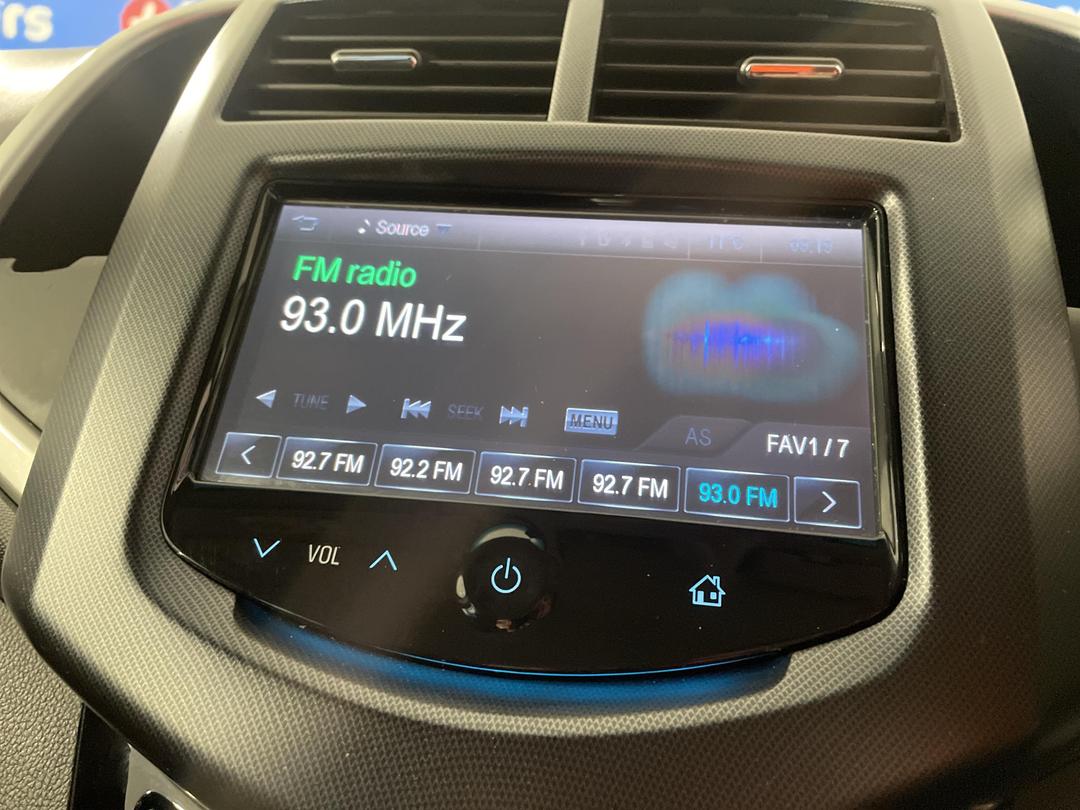 Source
FM radio
93.0 MHz
TUNE SEEK MENU AS FAV1/7
92.7 FM 92.2 FM 92.7 FM 92.7 FM 93.0 FM
VOL